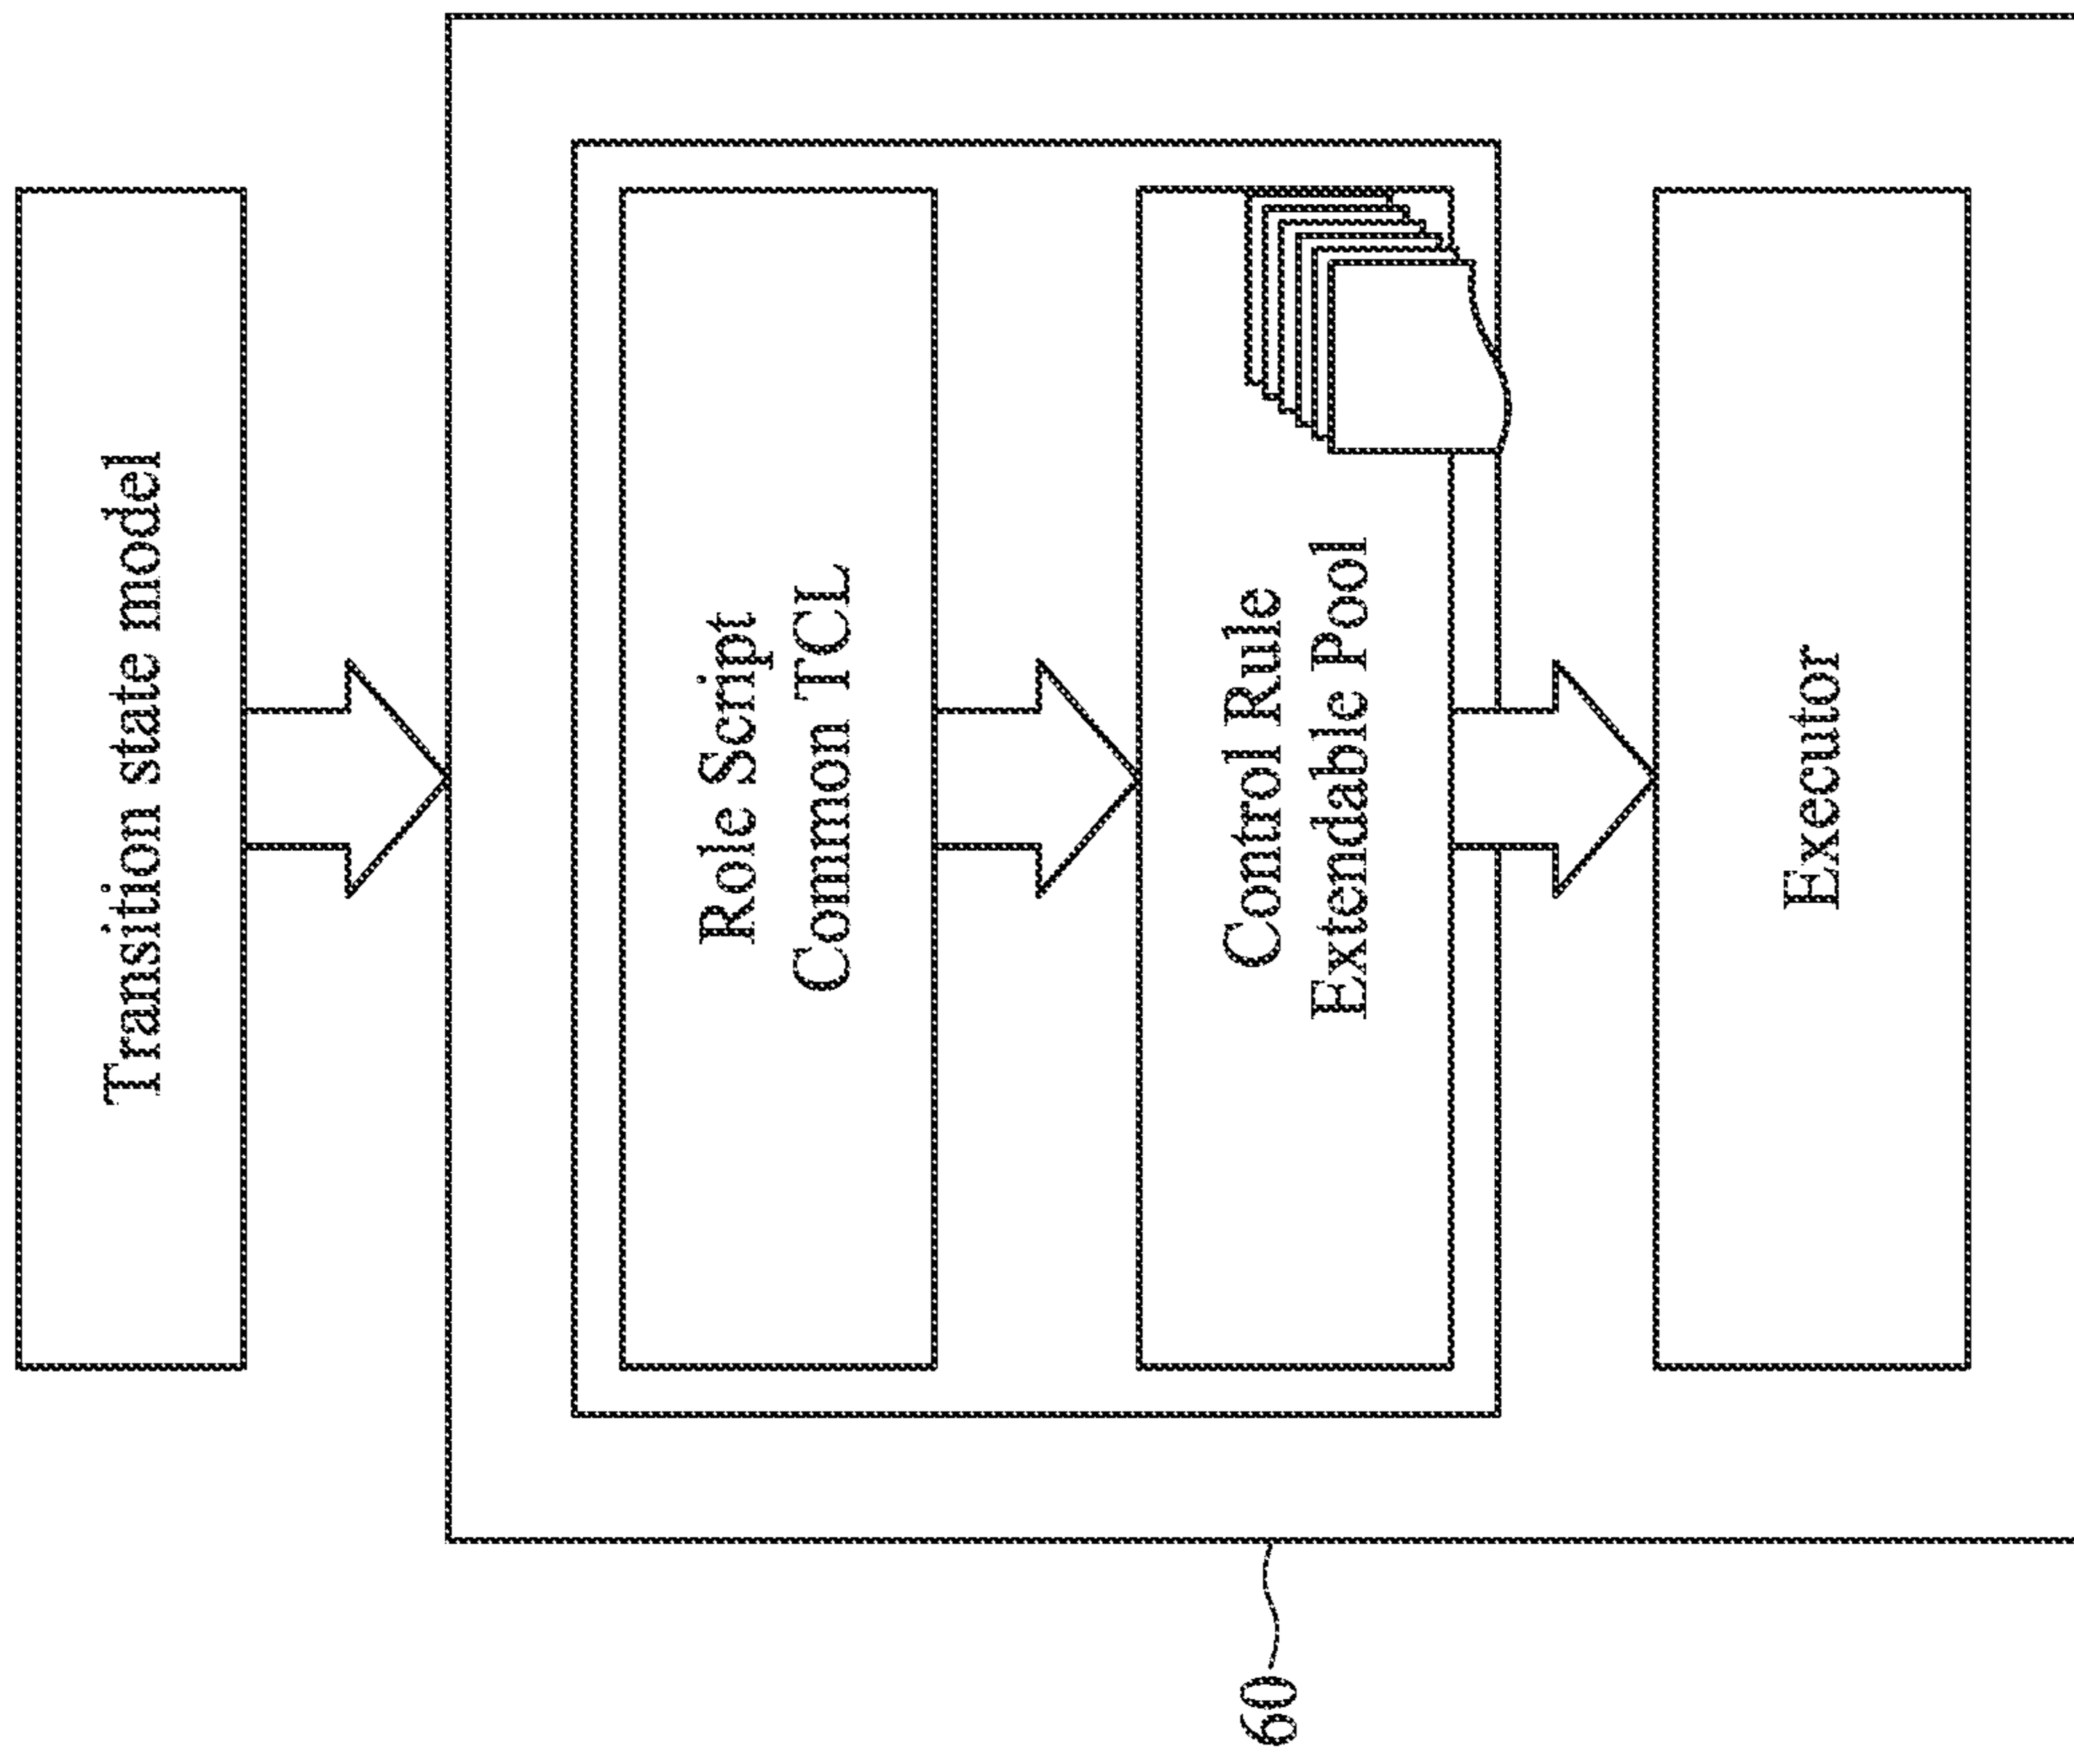 Transition state model
Role Script
Common TCL
Control Rule
Extendable Pool
Executor
60